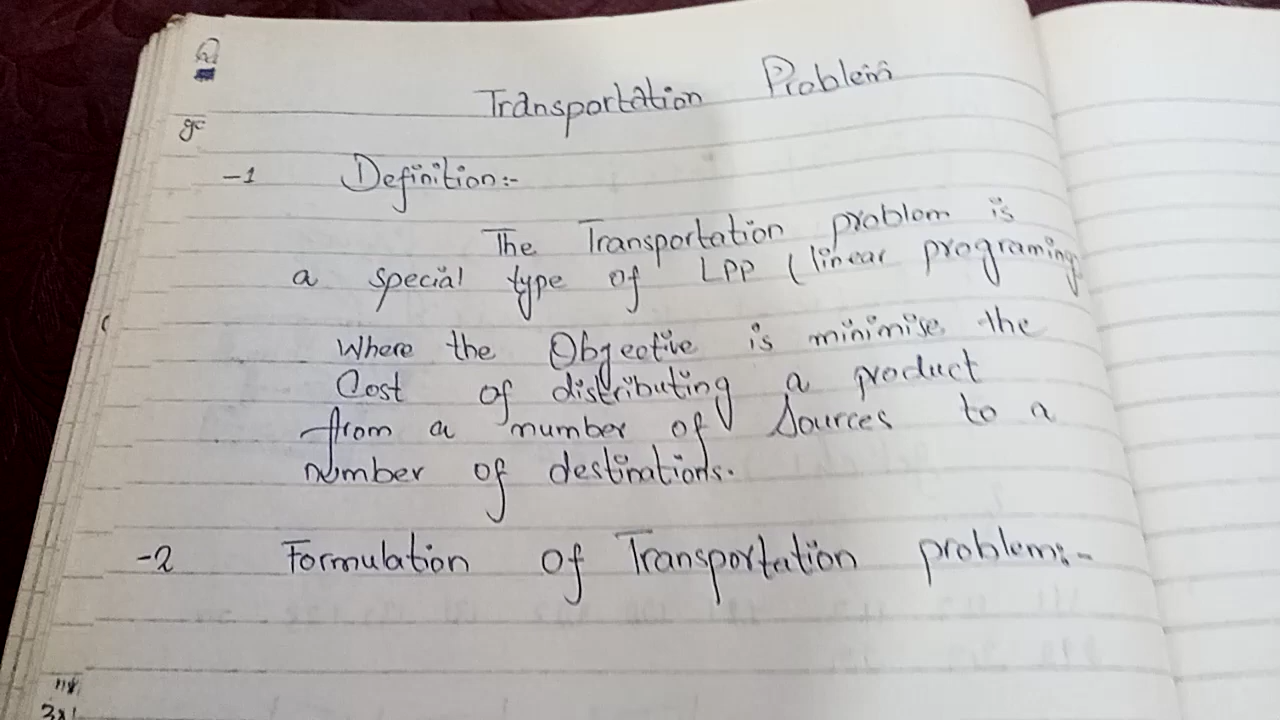 Transportation Problem
-1 Definition:-
The Transportation problem is
a special type of LPP (linear programing
Where the Objective is minimise the
Cost of distributing a product
from a number of Sources to a
number of destinations.
-2 Formulation of Transportation problem:-